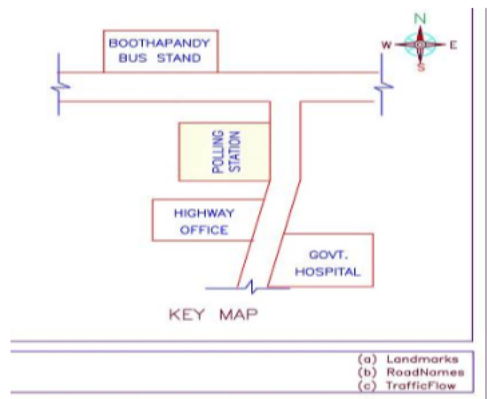 N
W E
S
BOOTHAPANDY
BUS STAND
POLLING
STATION
HIGHWAY
OFFICE
GOVT.
HOSPITAL
KEY MAP
(a) Landmarks
(b) RoadNames
(c) TrafficFlow